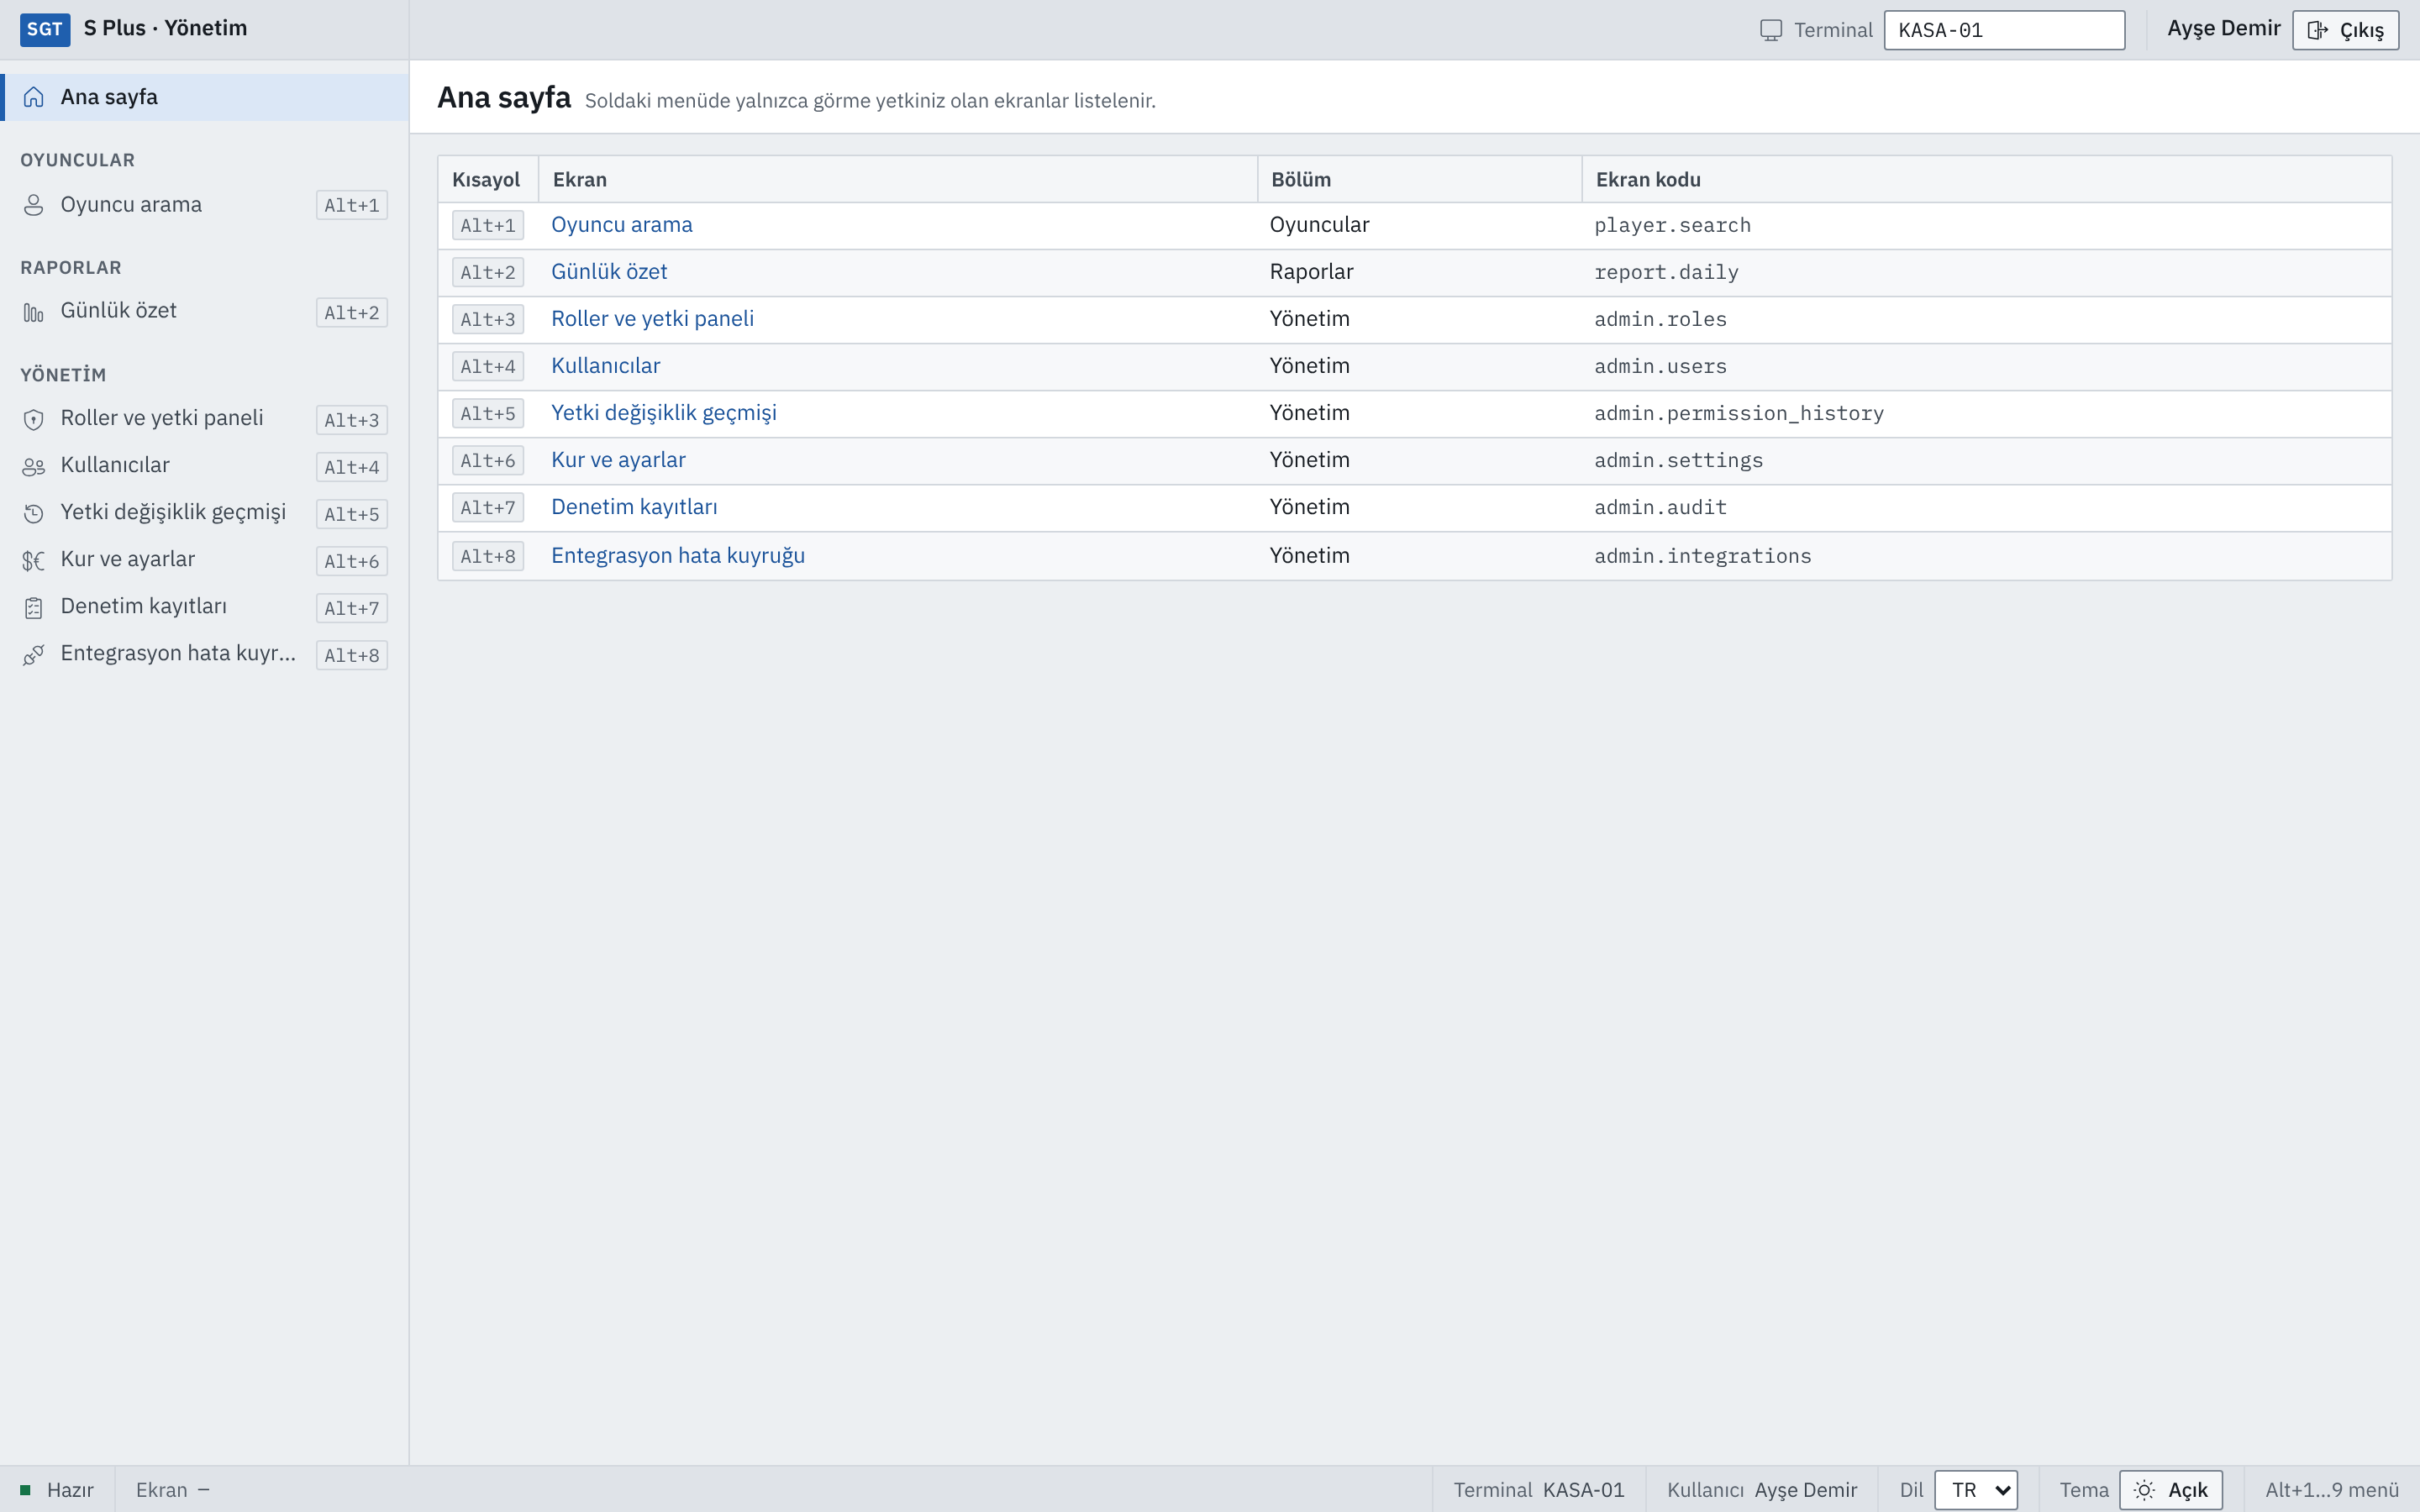 SGT S Plus · Yönetim
Terminal KASA-01 Ayşe Demir Çıkış
Ana sayfa
OYUNCULAR
Oyuncu arama Alt+1
RAPORLAR
Günlük özet Alt+2
YÖNETİM
Roller ve yetki paneli Alt+3
Kullanıcılar Alt+4
Yetki değişiklik geçmişi Alt+5
Kur ve ayarlar Alt+6
Denetim kayıtları Alt+7
Entegrasyon hata kuyr... Alt+8
Ana sayfa Soldaki menüde yalnızca görme yetkiniz olan ekranlar listelenir.
Kısayol Ekran Bölüm Ekran kodu
Alt+1 Oyuncu arama Oyuncular player.search
Alt+2 Günlük özet Raporlar report.daily
Alt+3 Roller ve yetki paneli Yönetim admin.roles
Alt+4 Kullanıcılar Yönetim admin.users
Alt+5 Yetki değişiklik geçmişi Yönetim admin.permission_history
Alt+6 Kur ve ayarlar Yönetim admin.settings
Alt+7 Denetim kayıtları Yönetim admin.audit
Alt+8 Entegrasyon hata kuyruğu Yönetim admin.integrations
Hazır Ekran — Terminal KASA-01 Kullanıcı Ayşe Demir Dil TR Tema Açık Alt+1...9 menü